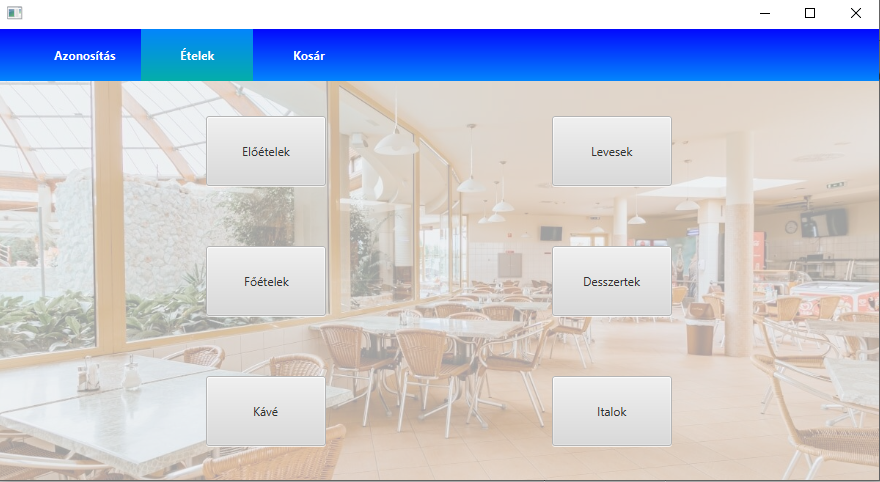 Azonosítás Ételek Kosár
Előételek Levesek
Főételek Desszertek
Kávé Italok